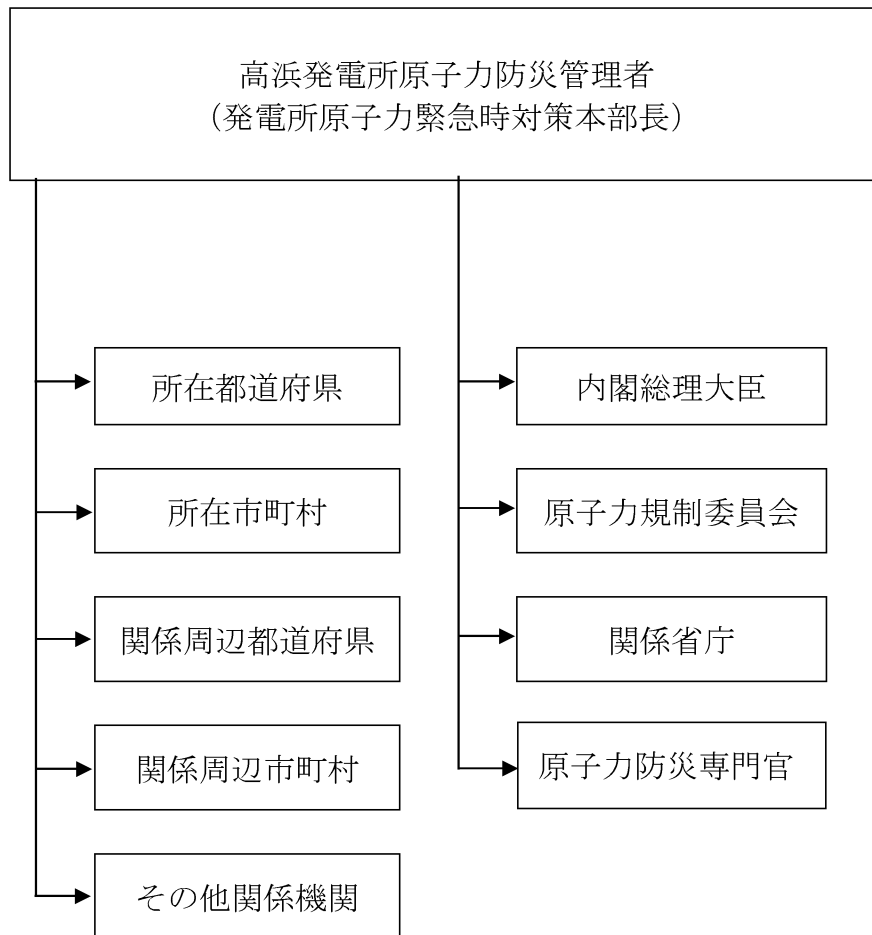 高浜発電所原子力防災管理者
（発電所原子力緊急時対策本部長）
所在都道府県
所在市町村
関係周辺都道府県
関係周辺市町村
その他関係機関
内閣総理大臣
原子力規制委員会
関係省庁
原子力防災専門官